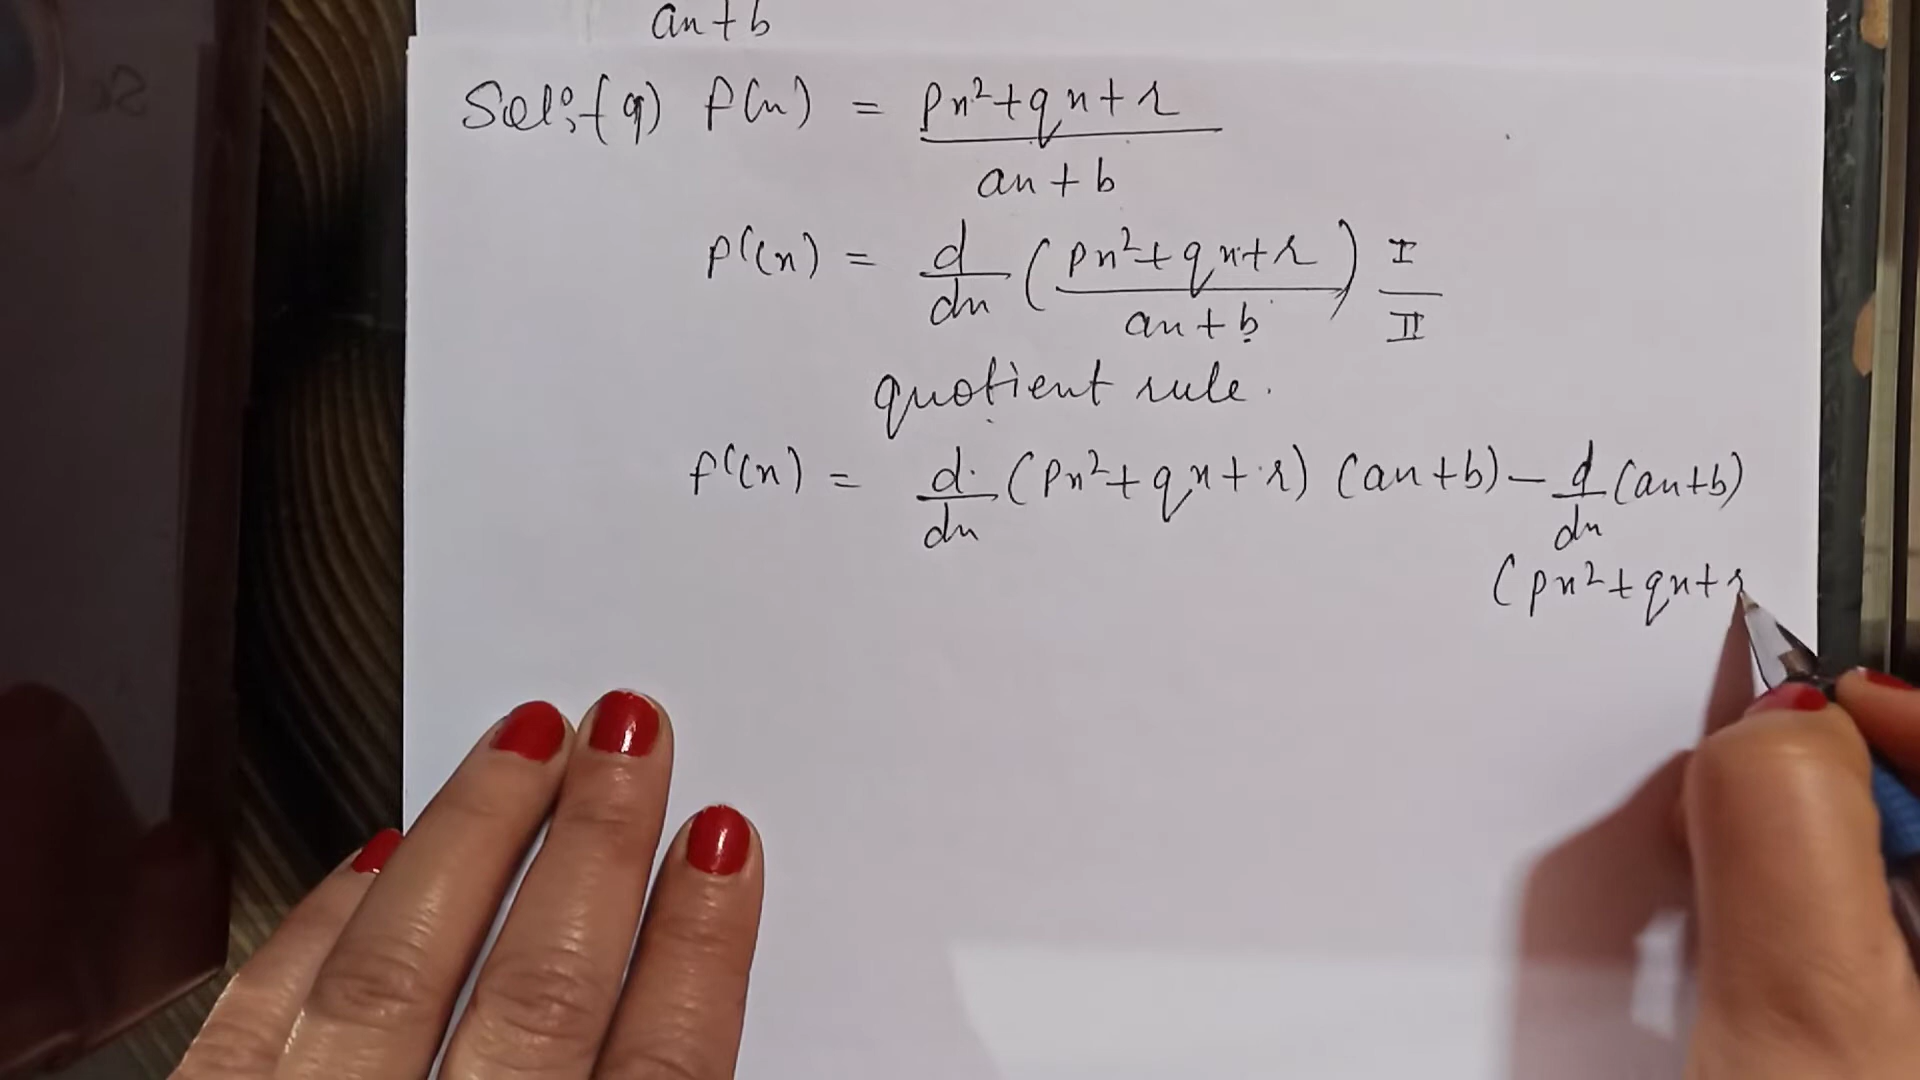 ax+b
Sol:-(9) f(x) = px²+qx+r
ax+b
f'(x) = d/dx (px²+qx+r / ax+b) I/II
quotient rule.
f'(x) = d/dx (px²+qx+r) (ax+b) - d/dx (ax+b)
(px²+qx+r